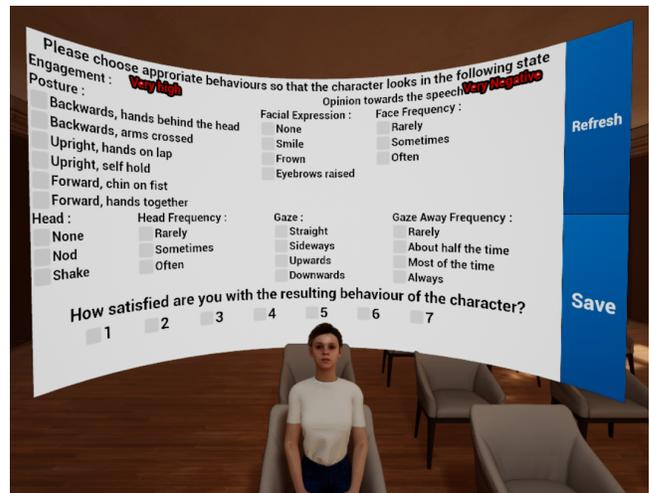 Please choose approriate behaviours so that the character looks in the following state
Engagement : Very high
Opinion towards the speech Very Negative
Posture :
Backwards, hands behind the head
Backwards, arms crossed
Upright, hands on lap
Upright, self hold
Forward, chin on fist
Forward, hands together
Facial Expression :
None
Smile
Frown
Eyebrows raised
Face Frequency :
Rarely
Sometimes
Often
Head :
None
Nod
Shake
Head Frequency :
Rarely
Sometimes
Often
Gaze :
Straight
Sideways
Upwards
Downwards
Gaze Away Frequency :
Rarely
About half the time
Most of the time
Always
How satisfied are you with the resulting behaviour of the character?
1 2 3 4 5 6 7
Refresh
Save